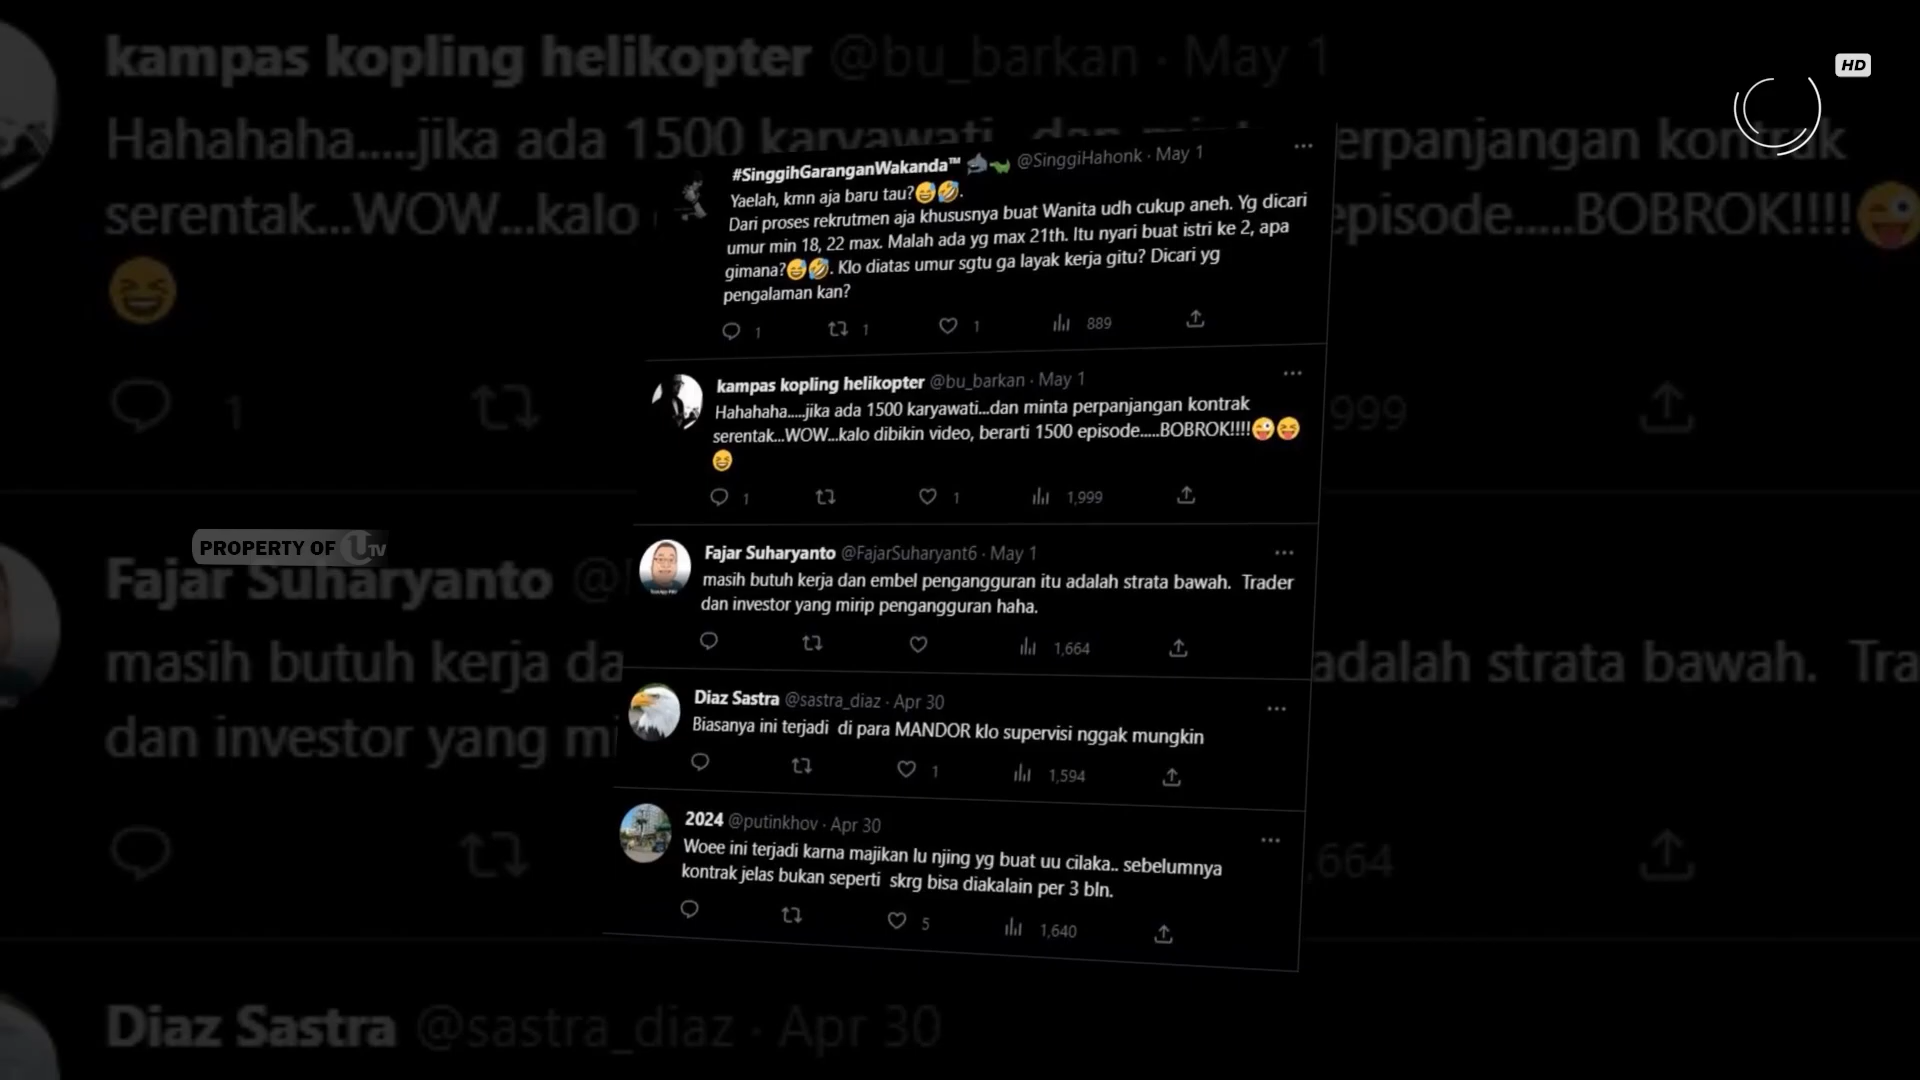 kampas kopling helikopter @bu_barkan · May 1
Hahahaha.....jika ada 1500 karyawati...dan minta perpanjangan kontrak
serentak...WOW...kalo episode.....BOBROK!!!!😜
😆
1 999
Fajar Suharyanto @
masih butuh kerja da adalah strata bawah. Tra
dan investor yang mi
664
Diaz Sastra @sastra_diaz · Apr 30
HD
PROPERTY OF UTV
#SinggihGaranganWakanda™ 🦈🦎 @SinggiHahonk · May 1
Yaelah, kmn aja baru tau?😅🤣.
Dari proses rekrutmen aja khususnya buat Wanita udh cukup aneh. Yg dicari
umur min 18, 22 max. Malah ada yg max 21th. Itu nyari buat istri ke 2, apa
gimana?😅🤣. Klo diatas umur sgtu ga layak kerja gitu? Dicari yg
pengalaman kan?
1 1 1 889
kampas kopling helikopter @bu_barkan · May 1
Hahahaha.....jika ada 1500 karyawati...dan minta perpanjangan kontrak
serentak...WOW...kalo dibikin video, berarti 1500 episode.....BOBROK!!!!😜😝
😆
1 1 1,999
Fajar Suharyanto @FajarSuharyant6 · May 1
masih butuh kerja dan embel pengangguran itu adalah strata bawah. Trader
dan investor yang mirip pengangguran haha.
1,664
Diaz Sastra @sastra_diaz · Apr 30
Biasanya ini terjadi di para MANDOR klo supervisi nggak mungkin
1 1,594
2024 @putinkhov · Apr 30
Woee ini terjadi karna majikan lu njing yg buat uu cilaka.. sebelumnya
kontrak jelas bukan seperti skrg bisa diakalain per 3 bln.
5 1,640